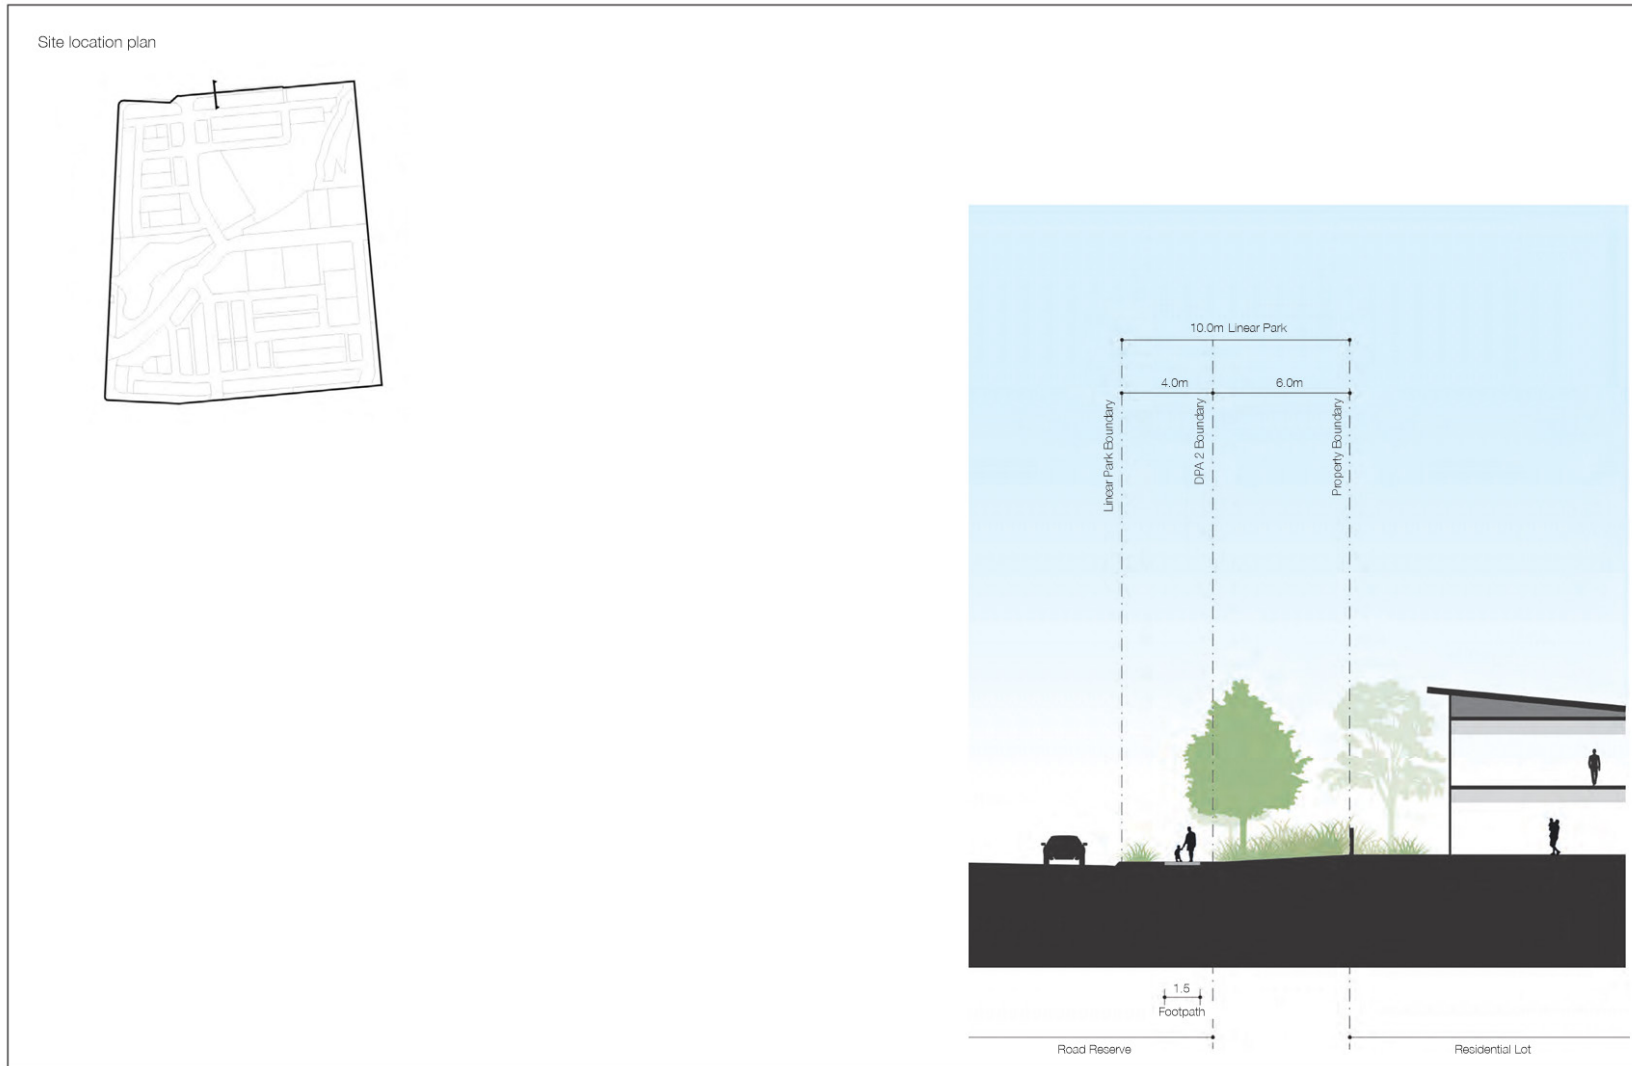 Site location plan
10.0m Linear Park
4.0m
6.0m
Linear Park Boundary
DPA 2 Boundary
Property Boundary
1.5
Footpath
Road Reserve
Residential Lot